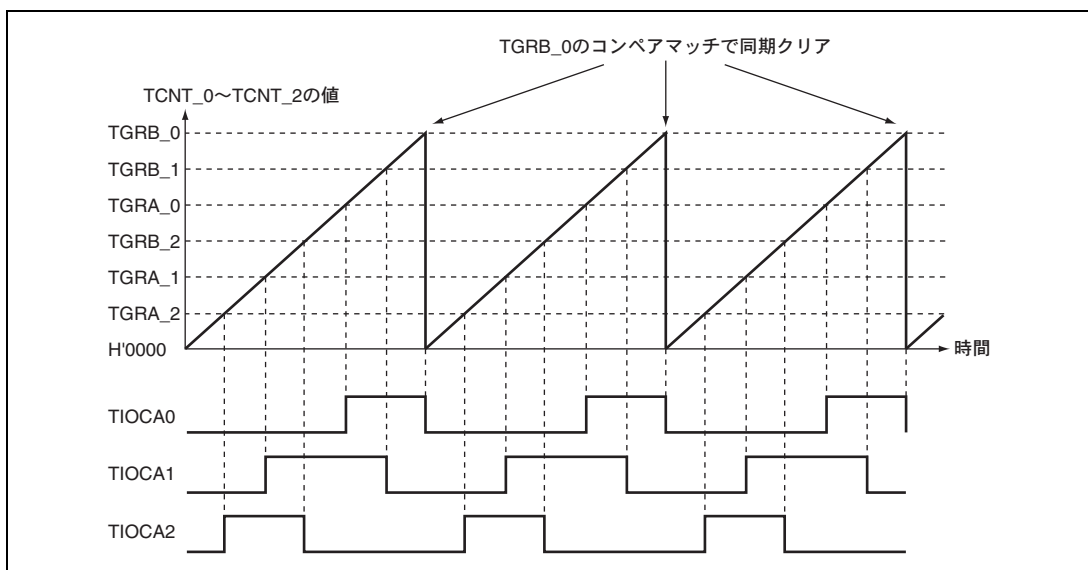 TGRB_0のコンペアマッチで同期クリア
TCNT_0～TCNT_2の値
TGRB_0
TGRB_1
TGRA_0
TGRB_2
TGRA_1
TGRA_2
H'0000
時間
TIOCA0
TIOCA1
TIOCA2